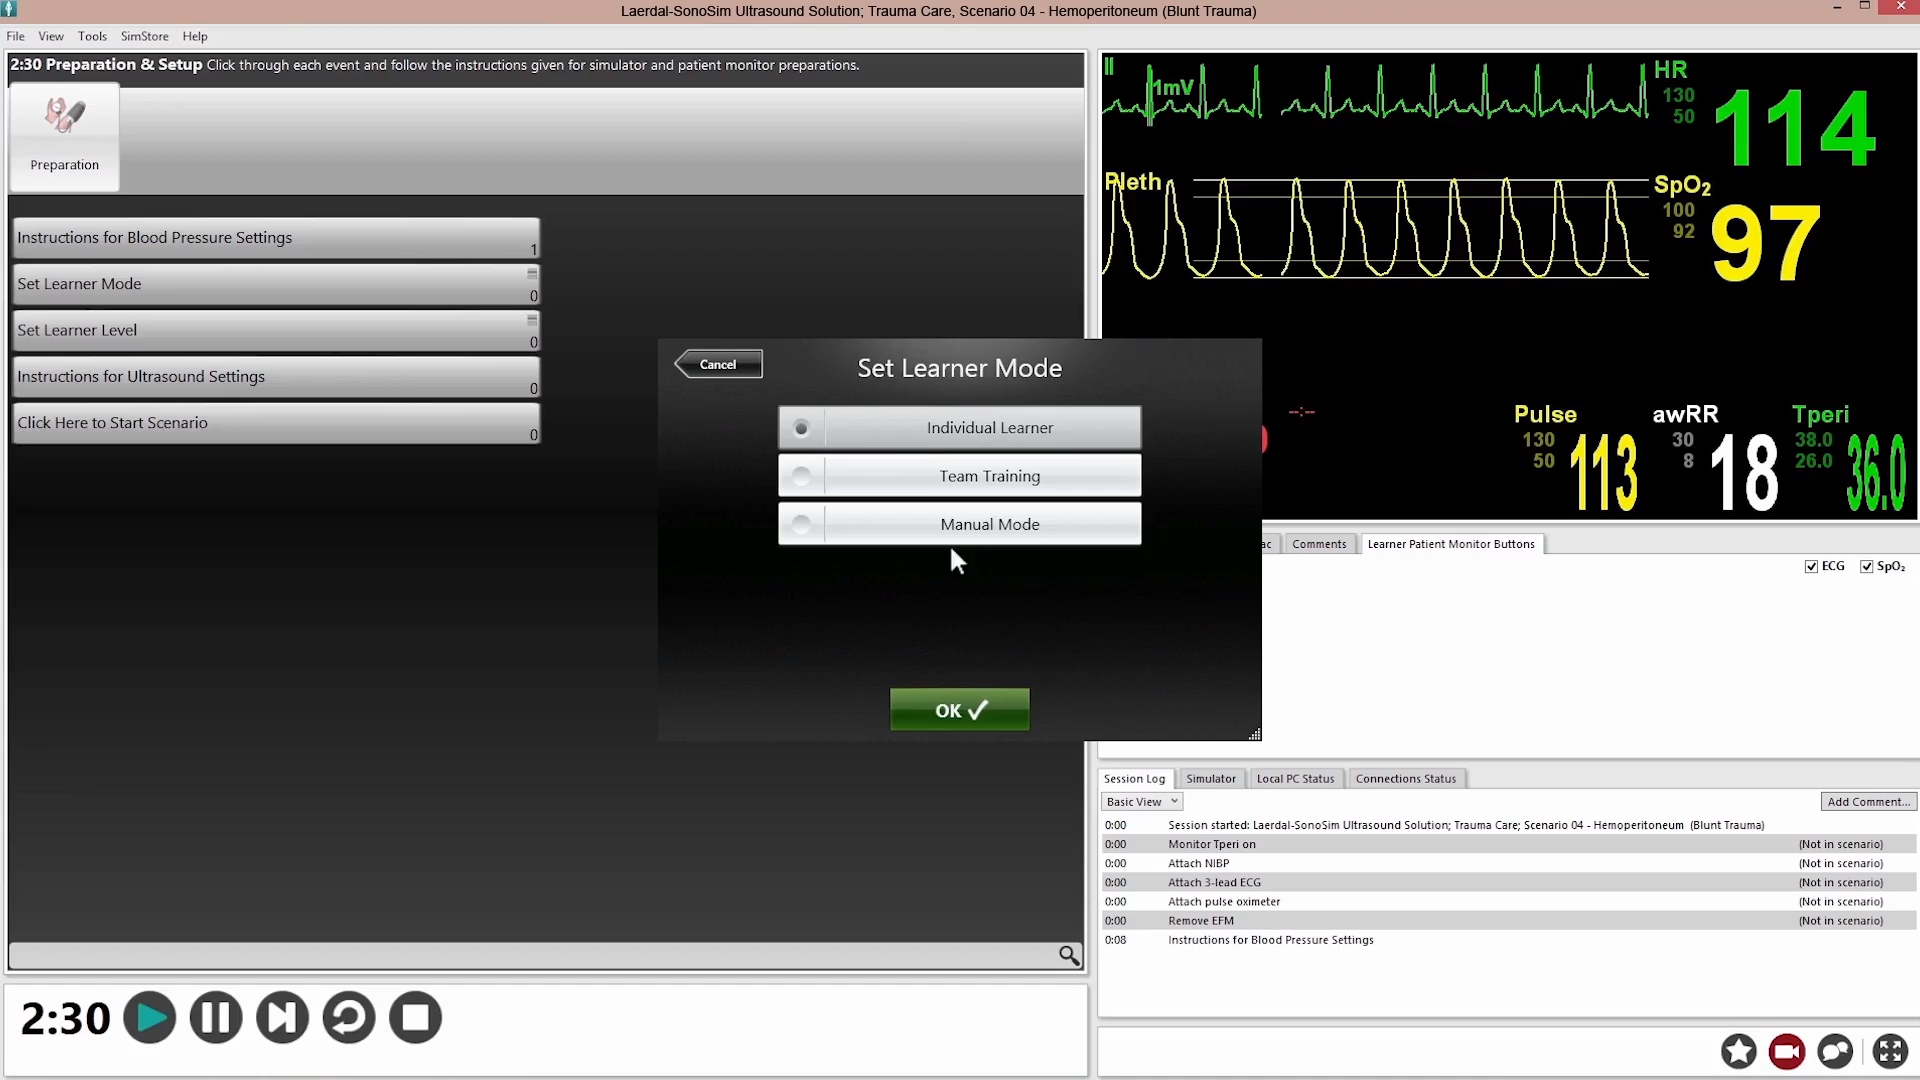 Laerdal-SonoSim Ultrasound Solution; Trauma Care, Scenario 04 - Hemoperitoneum (Blunt Trauma)
File View Tools SimStore Help
2:30 Preparation & Setup Click through each event and follow the instructions given for simulator and patient monitor preparations.
Preparation
Instructions for Blood Pressure Settings
1
Set Learner Mode
0
Set Learner Level
0
Instructions for Ultrasound Settings
0
Click Here to Start Scenario
0
Cancel
Set Learner Mode
Individual Learner
Team Training
Manual Mode
OK
II
1mV
HR
130
50
114
Pleth
SpO₂
100
92
97
--:--
Pulse
130
50
113
awRR
30
8
18
Tperi
38.0
26.0
36.0
Comments Learner Patient Monitor Buttons
ECG SpO₂
Session Log Simulator Local PC Status Connections Status
Basic View
Add Comment...
0:00 Session started: Laerdal-SonoSim Ultrasound Solution; Trauma Care; Scenario 04 - Hemoperitoneum (Blunt Trauma)
0:00 Monitor Tperi on (Not in scenario)
0:00 Attach NIBP (Not in scenario)
0:00 Attach 3-lead ECG (Not in scenario)
0:00 Attach pulse oximeter (Not in scenario)
0:00 Remove EFM (Not in scenario)
0:08 Instructions for Blood Pressure Settings
2:30